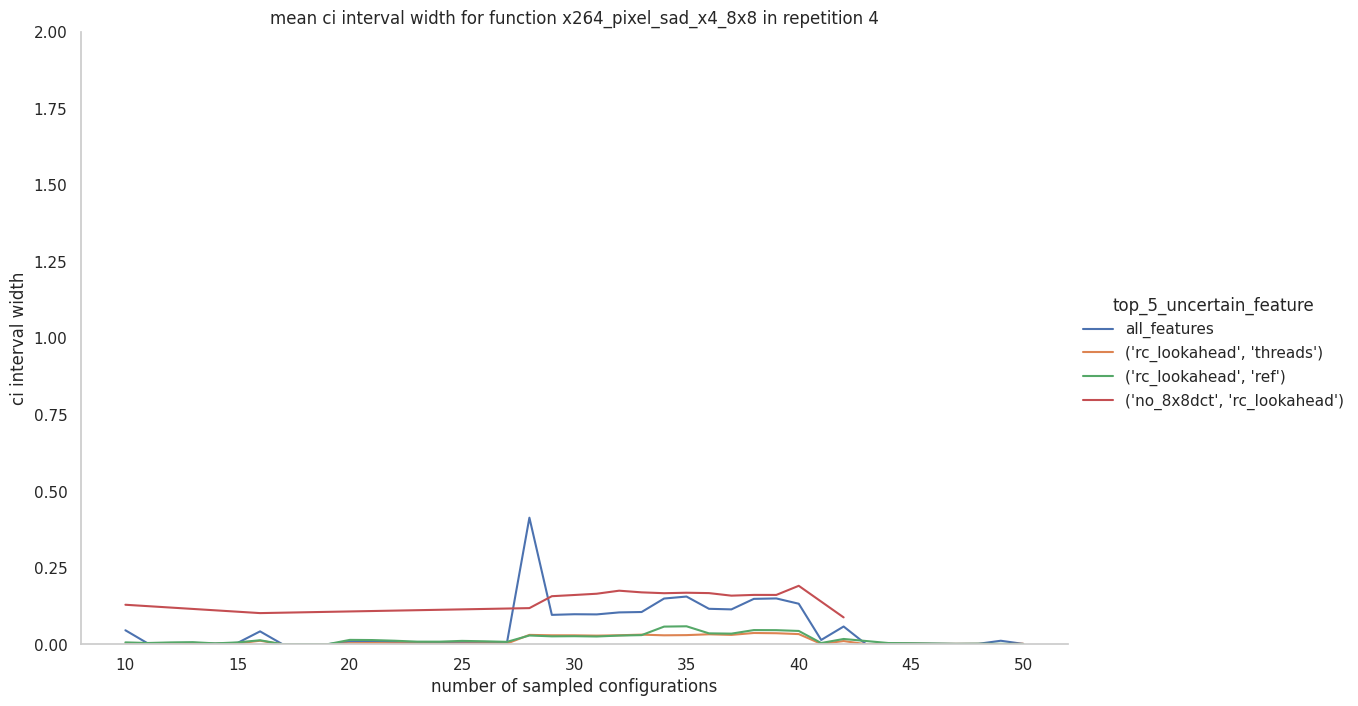 mean ci interval width for function x264_pixel_sad_x4_8x8 in repetition 4
2.00
1.75
1.50
1.25
1.00
0.75
0.50
0.25
0.00
ci interval width
10
15
20
25
30
35
40
45
50
number of sampled configurations
top_5_uncertain_feature
all_features
('rc_lookahead', 'threads')
('rc_lookahead', 'ref')
('no_8x8dct', 'rc_lookahead')